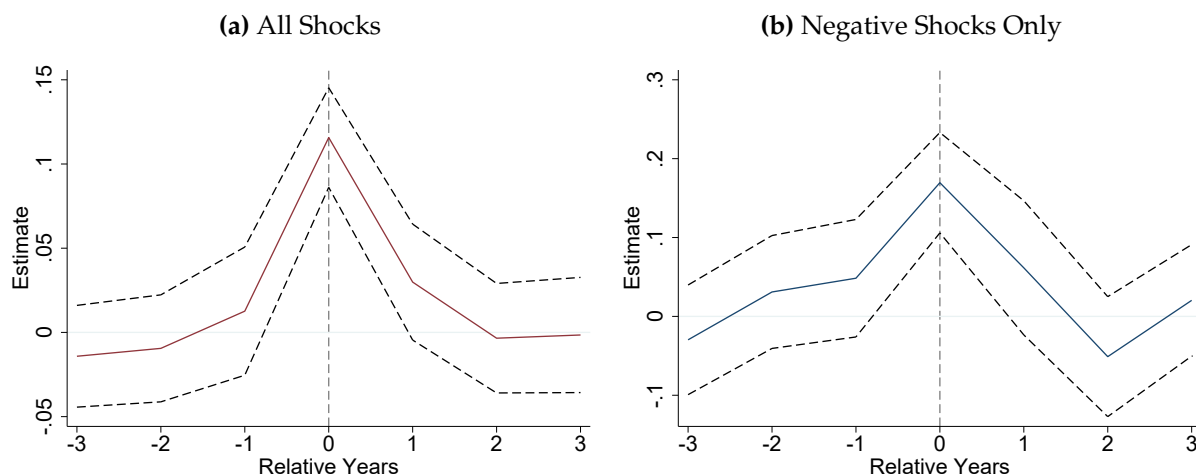 (a) All Shocks
.15
.1
.05
0
-.05
Estimate
-3 -2 -1 0 1 2 3
Relative Years
(b) Negative Shocks Only
.3
.2
.1
0
-.1
Estimate
-3 -2 -1 0 1 2 3
Relative Years